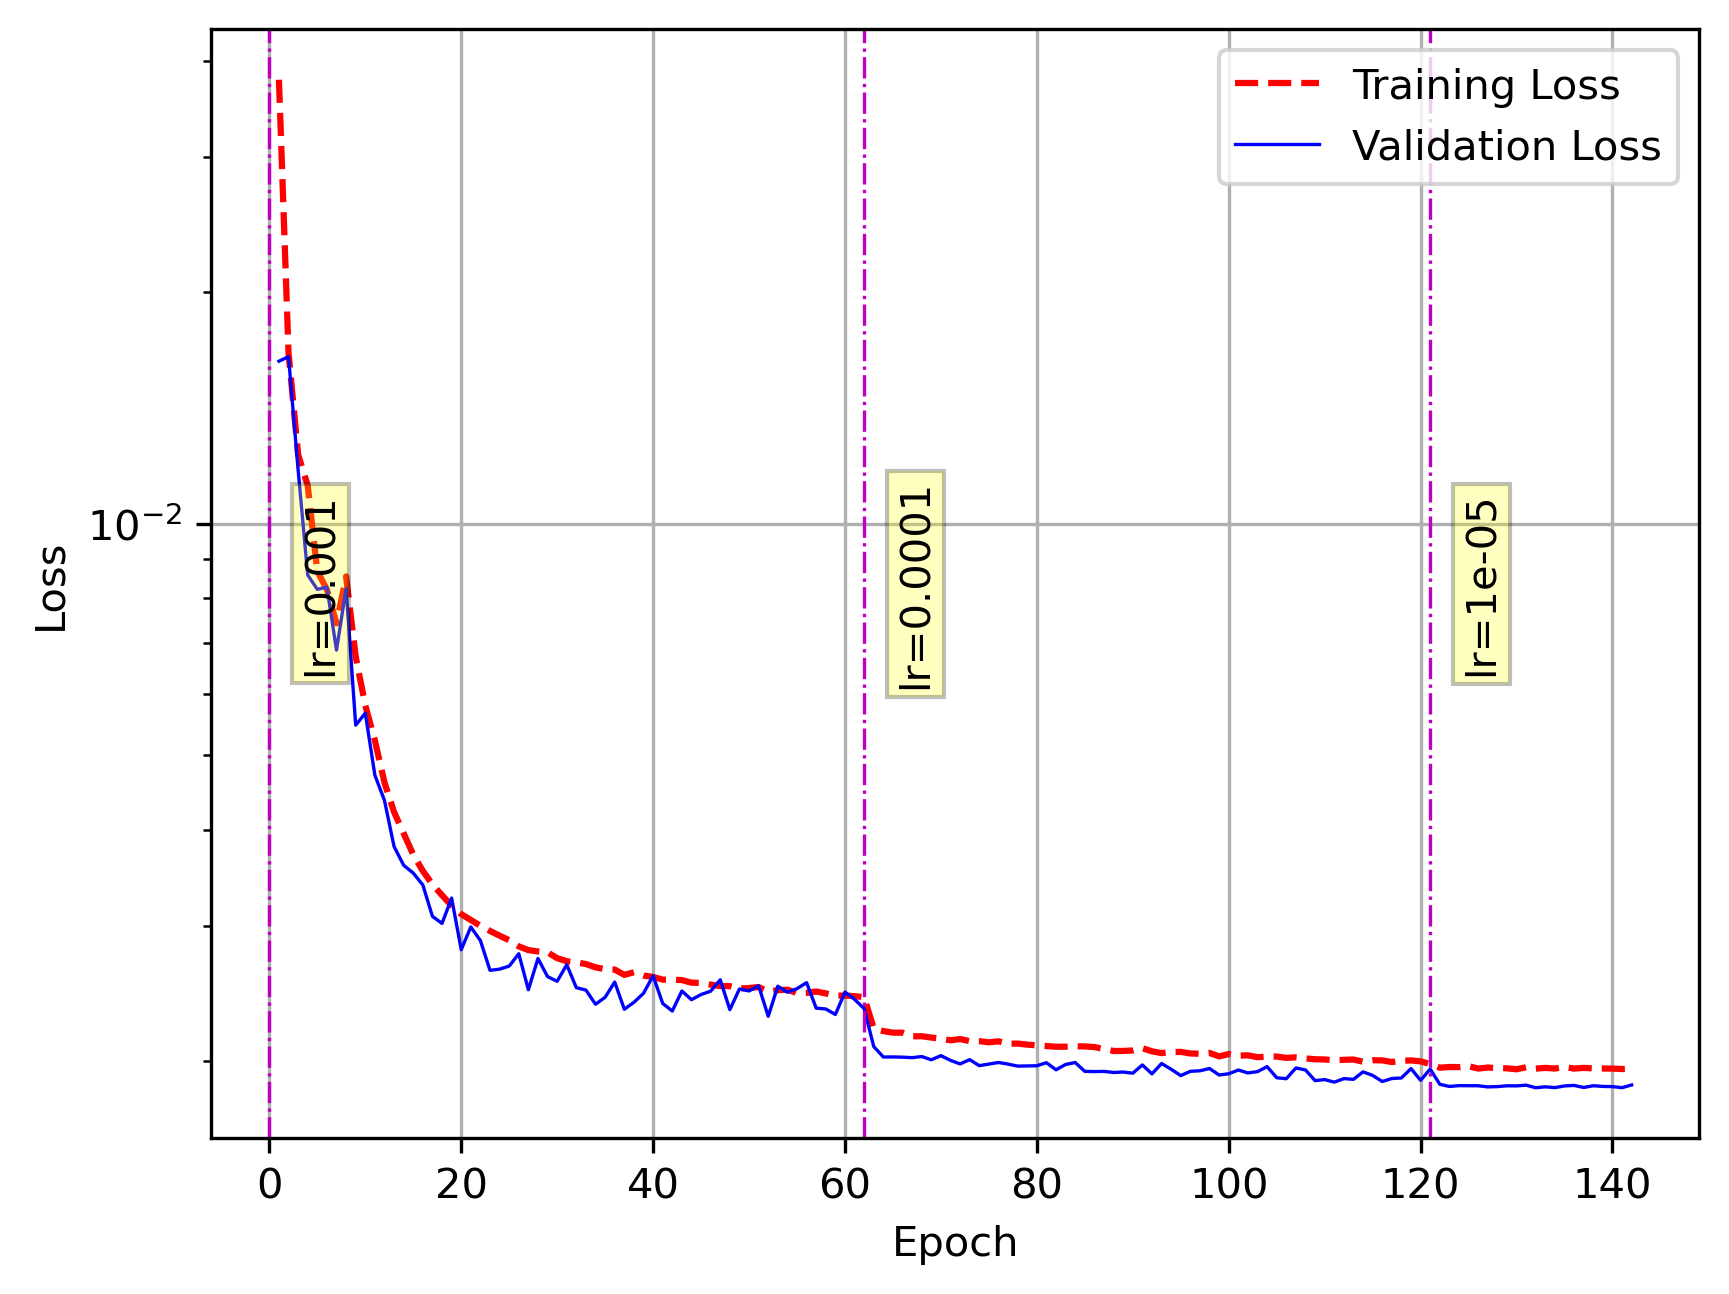 Training Loss
Validation Loss
10⁻²
Loss
lr=0.001
lr=0.0001
lr=1e-05
0 20 40 60 80 100 120 140
Epoch